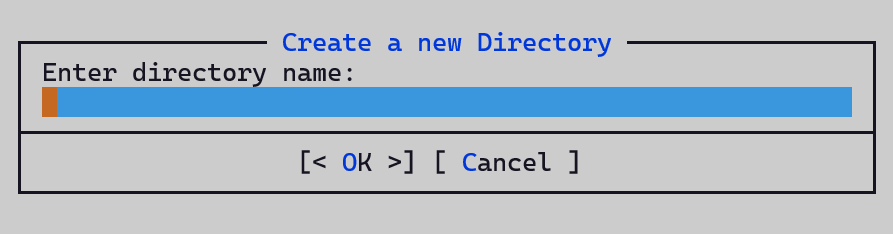 Create a new Directory
Enter directory name:
[< OK >] [ Cancel ]